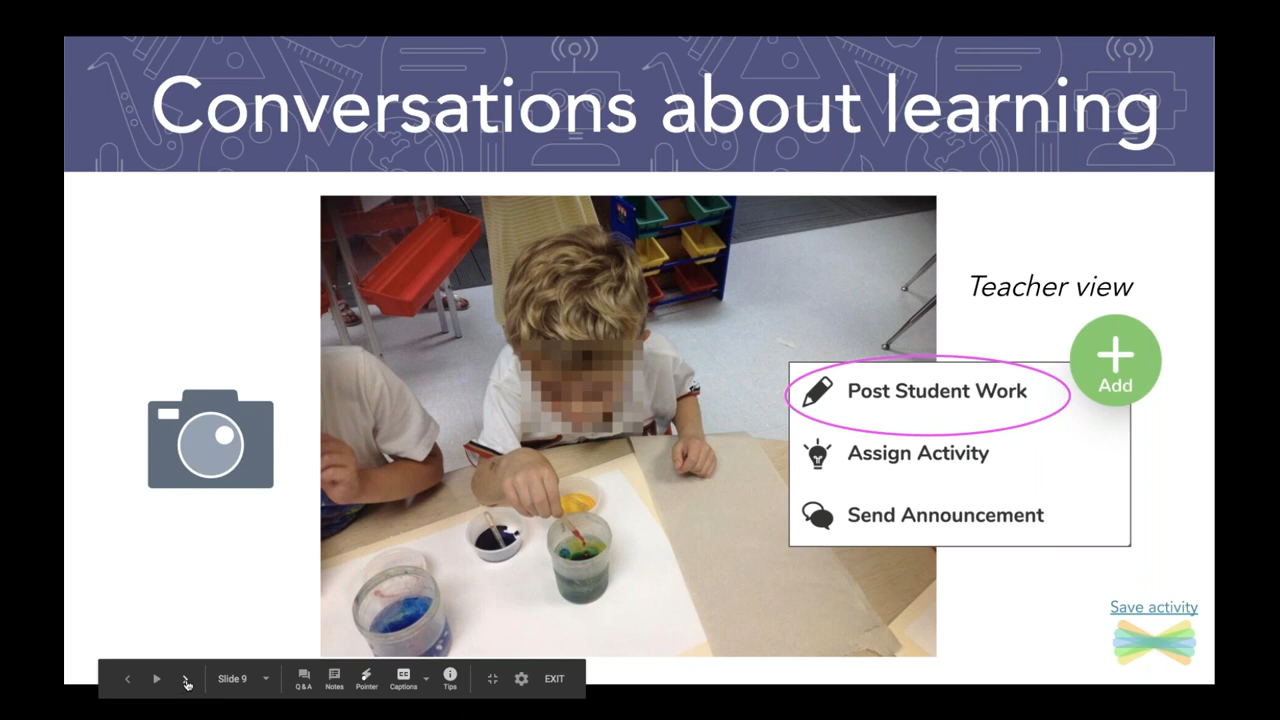 Conversations about learning
Teacher view
Add
Post Student Work
Assign Activity
Send Announcement
Save activity
Slide 9
Q & A
Notes
Pointer
CC
Captions
Tips
EXIT